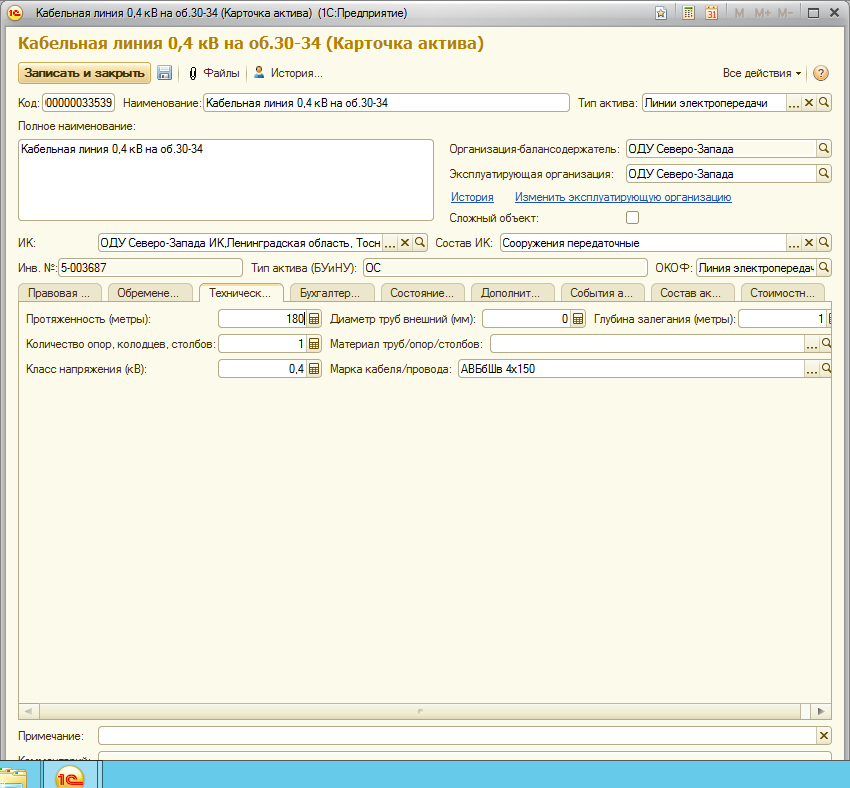 Кабельная линия 0,4 кВ на об.30-34 (Карточка актива) (1С:Предприятие) 31 M M+ M-
Кабельная линия 0,4 кВ на об.30-34 (Карточка актива)
Записать и закрыть Файлы История... Все действия ?
Код: 00000033539 Наименование: Кабельная линия 0,4 кВ на об.30-34 Тип актива: Линии электропередачи ...
Полное наименование:
Кабельная линия 0,4 кВ на об.30-34
Организация-балансодержатель: ОДУ Северо-Запада
Эксплуатирующая организация: ОДУ Северо-Запада
История Изменить эксплуатирующую организацию
Сложный объект:
ИК: ОДУ Северо-Запада ИК,Ленинградская область, Тосн ... Состав ИК: Сооружения передаточные ...
Инв. №: 5-003687 Тип актива (БУиНУ): ОС ОКОФ: Линия электропередач
Правовая ... Обремене... Техническ... Бухгалтер... Состояние... Дополнит... События а... Состав ак... Стоимостн...
Протяженность (метры): 180 Диаметр труб внешний (мм): 0 Глубина залегания (метры): 1
Количество опор, колодцев, столбов: 1 Материал труб/опор/столбов: ...
Класс напряжения (кВ): 0,4 Марка кабеля/провода: АВБбШв 4х150 ...
Примечание:
Комментарий:
1С